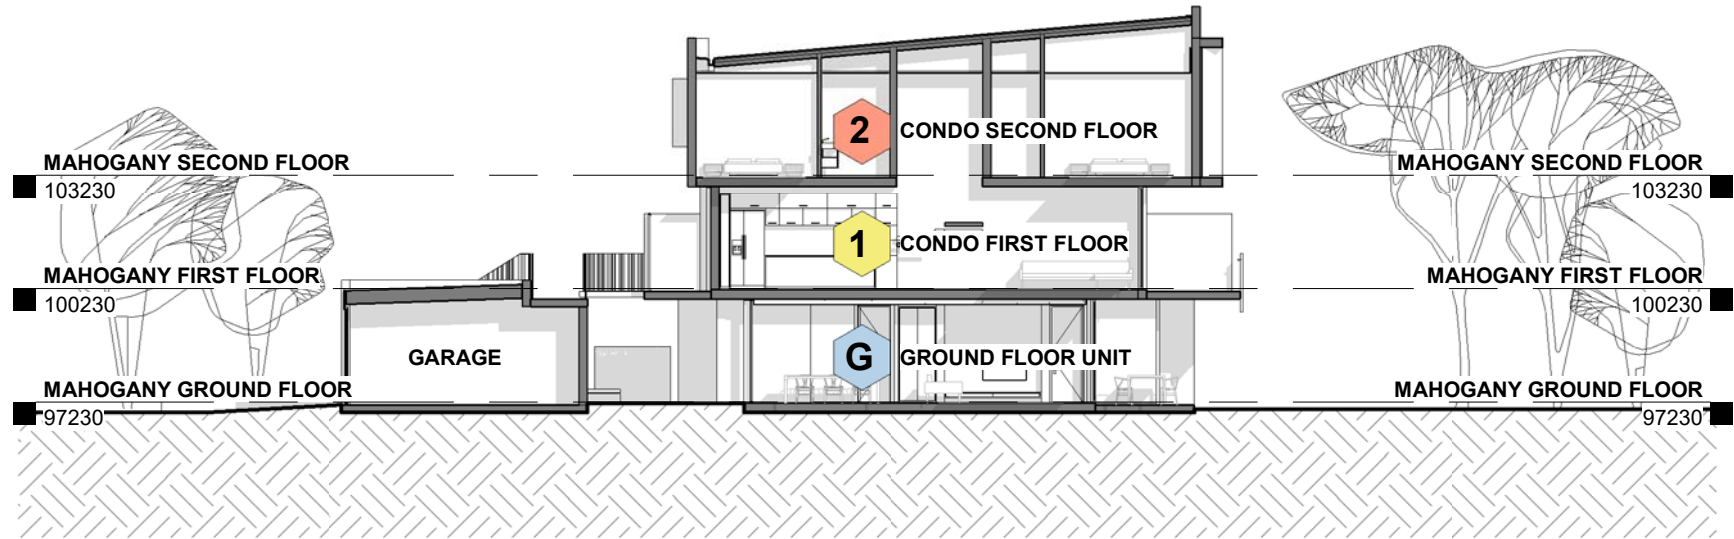 2 CONDO SECOND FLOOR
MAHOGANY SECOND FLOOR
103230
MAHOGANY SECOND FLOOR
103230
1 CONDO FIRST FLOOR
MAHOGANY FIRST FLOOR
100230
MAHOGANY FIRST FLOOR
100230
GARAGE
G GROUND FLOOR UNIT
MAHOGANY GROUND FLOOR
97230
MAHOGANY GROUND FLOOR
97230